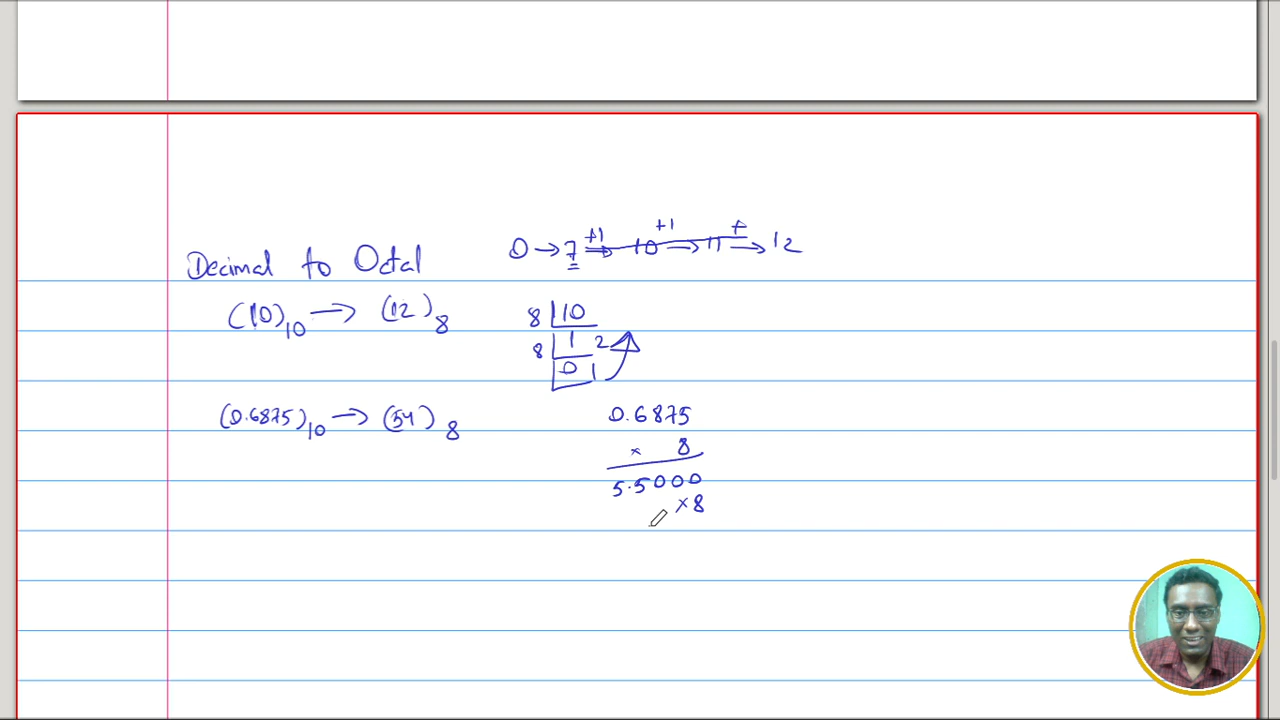 0 → 7 +1→ 10 +1→ 11 +→ 12
Decimal to Octal
(10)10 → (12)8
8 10
8 1 2
0 1
(0.6875)10 → (54)8
0.6875
× 8
5.5000
×8